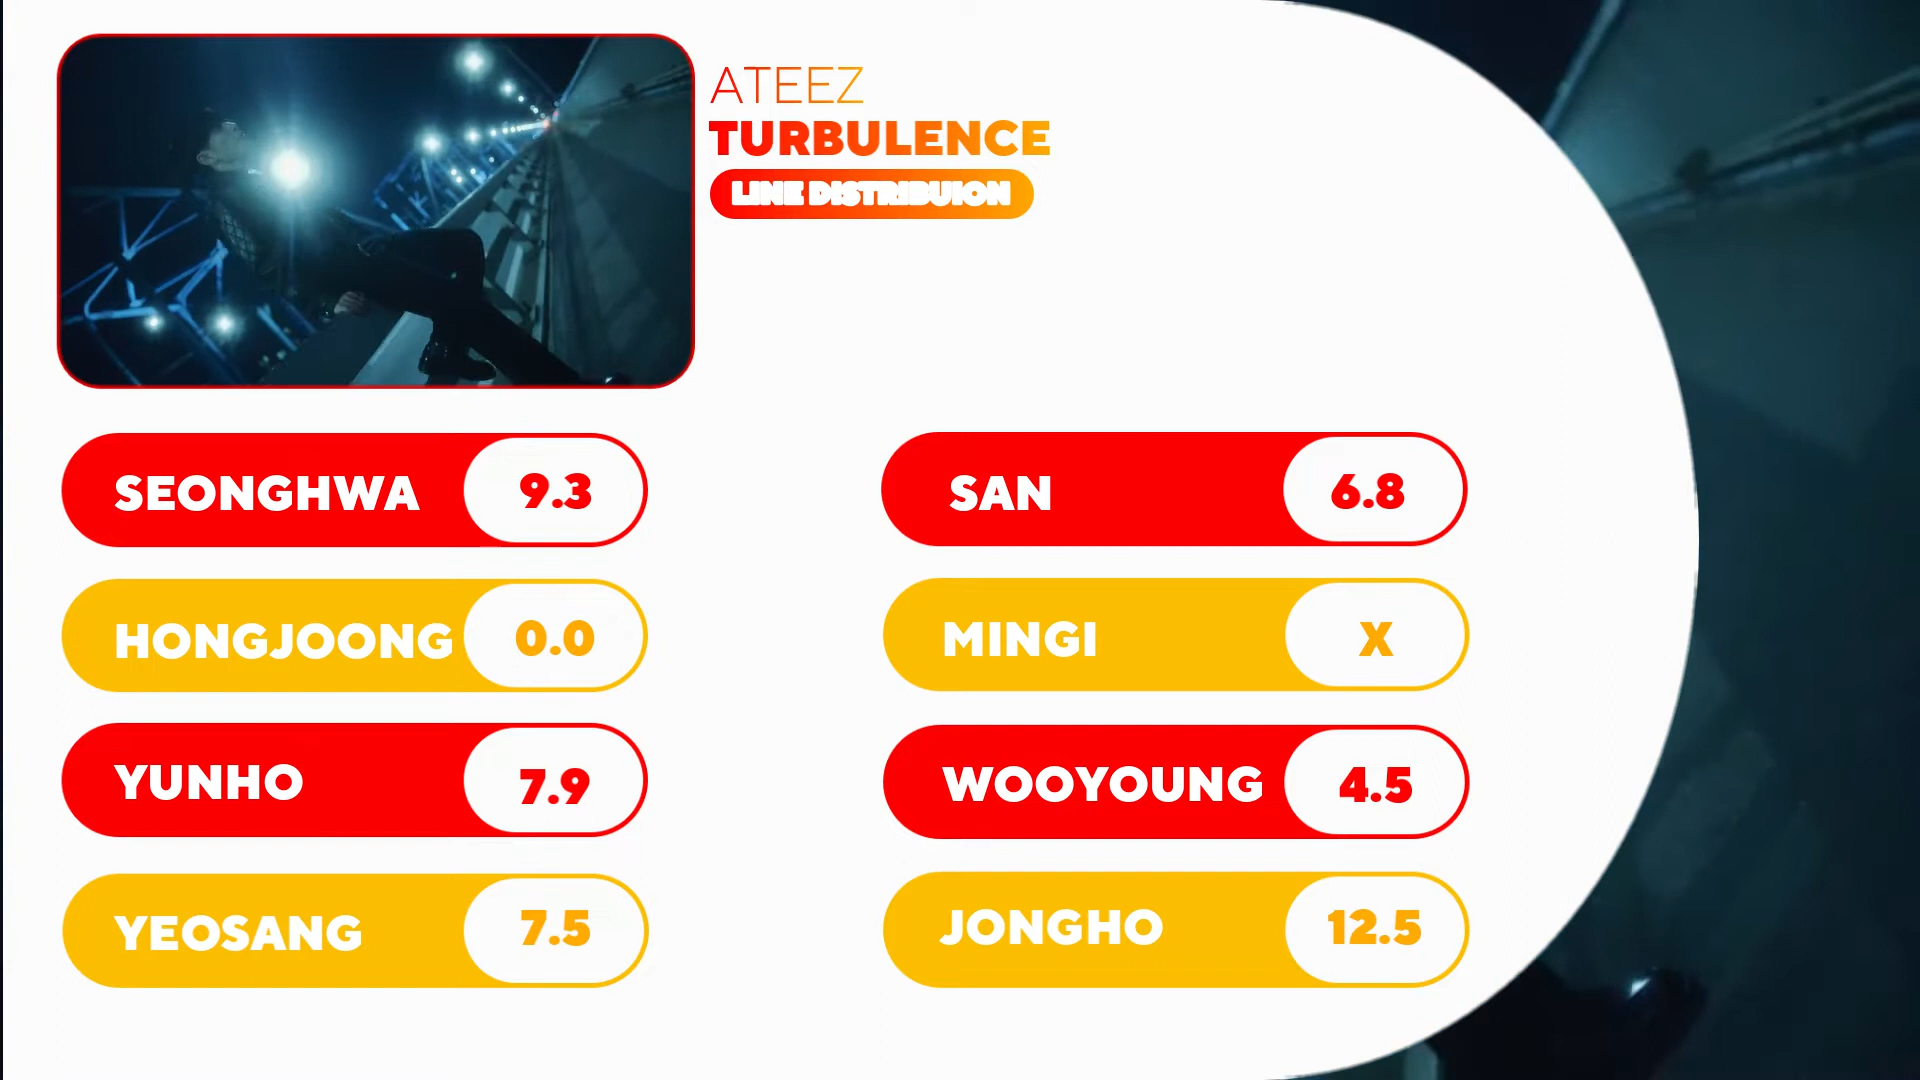 ATEEZ
TURBULENCE
LINE DISTRIBUION
SEONGHWA 9.3
SAN 6.8
HONGJOONG 0.0
MINGI X
YUNHO 7.9
WOOYOUNG 4.5
YEOSANG 7.5
JONGHO 12.5